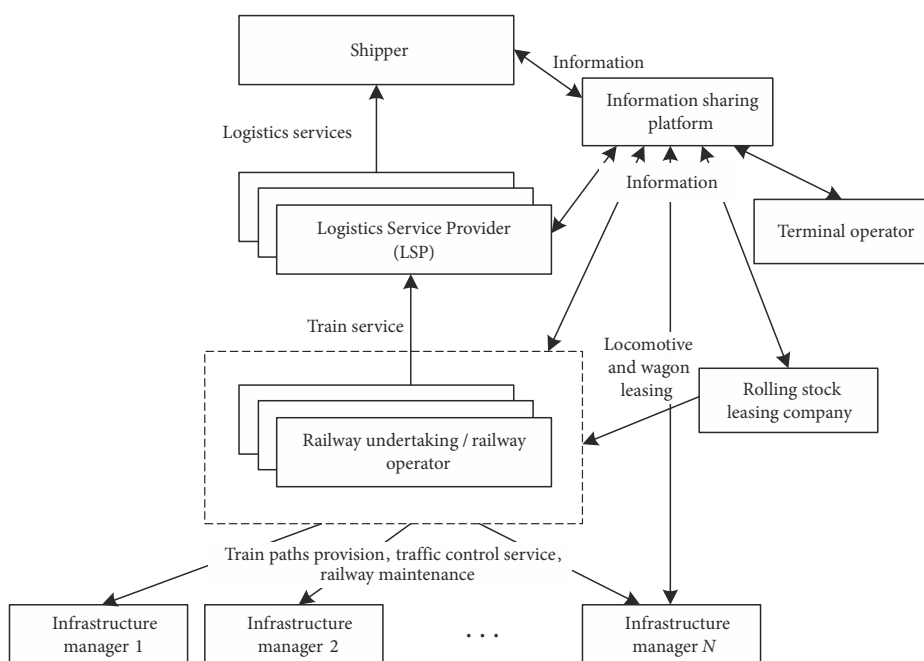 Shipper
Information
Information sharing
platform
Logistics services
Information
Logistics Service Provider
(LSP)
Terminal operator
Train service
Locomotive
and wagon
leasing
Rolling stock
leasing company
Railway undertaking / railway
operator
Train paths provision, traffic control service,
railway maintenance
Infrastructure
manager 1
Infrastructure
manager 2
...
Infrastructure
manager N